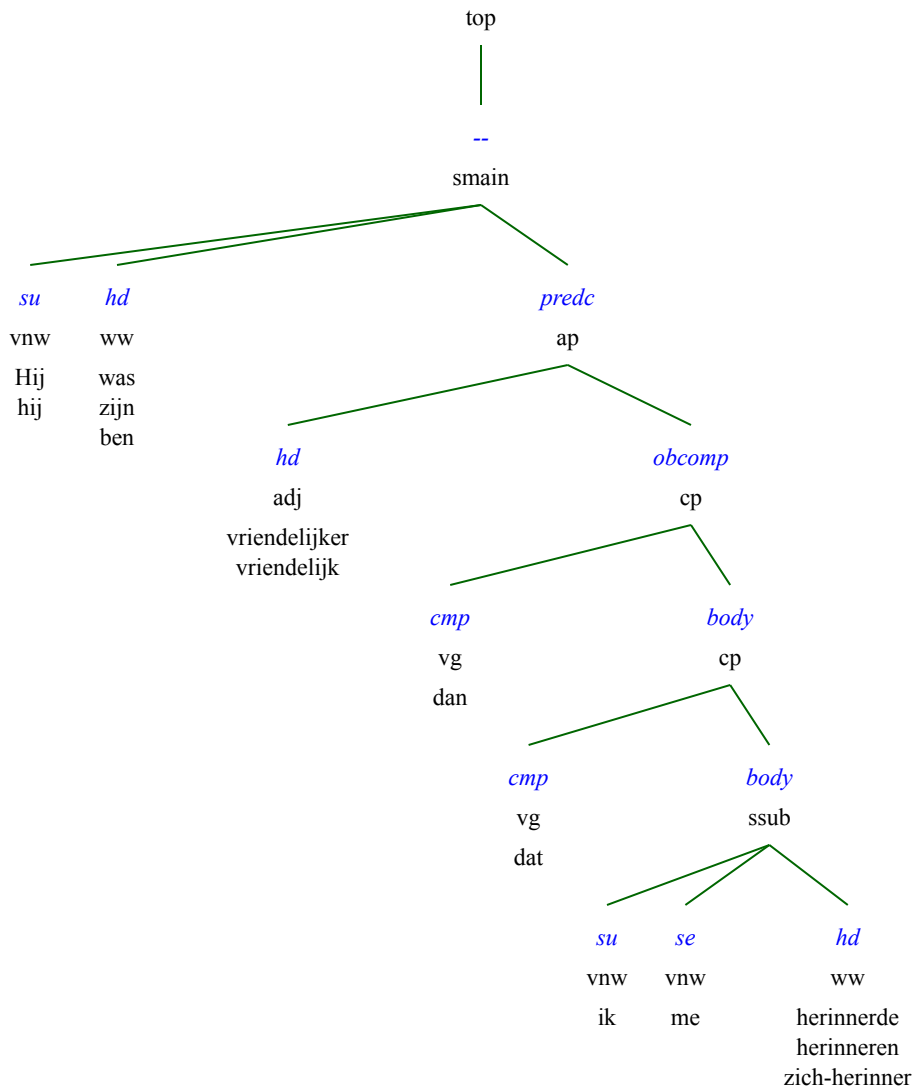 top
--
smain
su hd predc
vnw ww ap
Hij was
hij zijn
ben
hd obcomp
adj cp
vriendelijker
vriendelijk
cmp body
vg cp
dan
cmp body
vg ssub
dat
su se hd
vnw vnw ww
ik me herinnerde
herinneren
zich-herinner